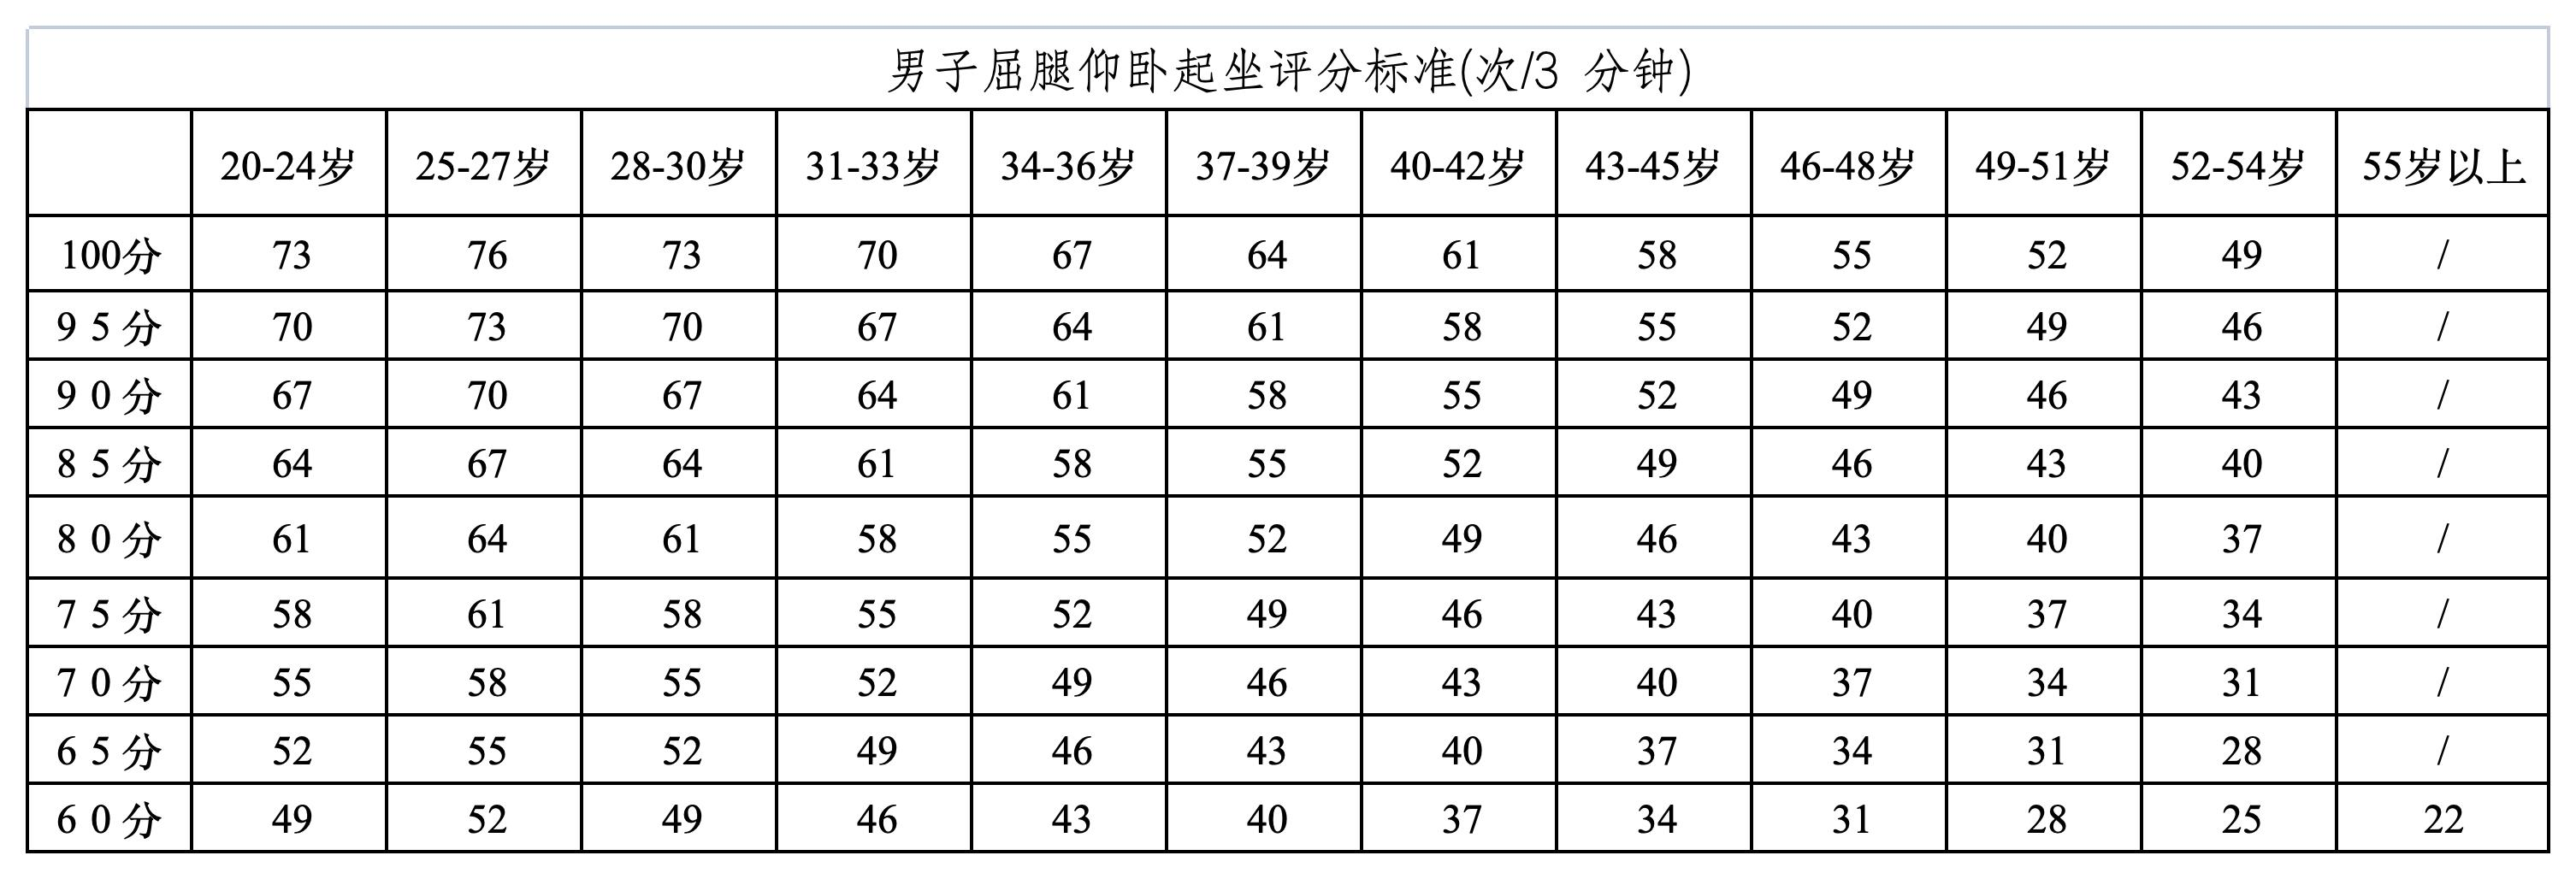 男子屈腿仰卧起坐评分标准(次/3 分钟)
20-24岁 25-27岁 28-30岁 31-33岁 34-36岁 37-39岁 40-42岁 43-45岁 46-48岁 49-51岁 52-54岁 55岁以上
100分 73 76 73 70 67 64 61 58 55 52 49 /
95分 70 73 70 67 64 61 58 55 52 49 46 /
90分 67 70 67 64 61 58 55 52 49 46 43 /
85分 64 67 64 61 58 55 52 49 46 43 40 /
80分 61 64 61 58 55 52 49 46 43 40 37 /
75分 58 61 58 55 52 49 46 43 40 37 34 /
70分 55 58 55 52 49 46 43 40 37 34 31 /
65分 52 55 52 49 46 43 40 37 34 31 28 /
60分 49 52 49 46 43 40 37 34 31 28 25 22